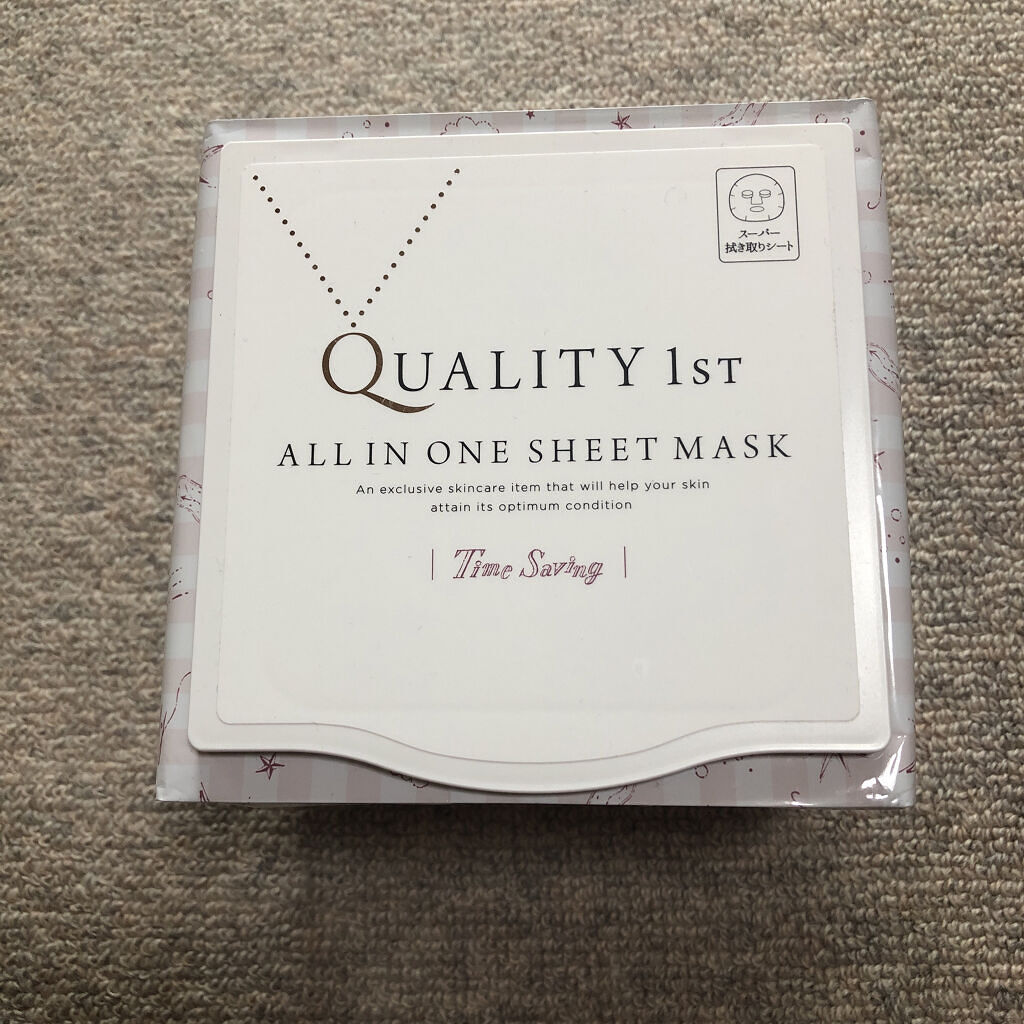 スーパー
拭き取りシート
QUALITY 1ST
ALL IN ONE SHEET MASK
An exclusive skincare item that will help your skin
attain its optimum condition
Time Saving